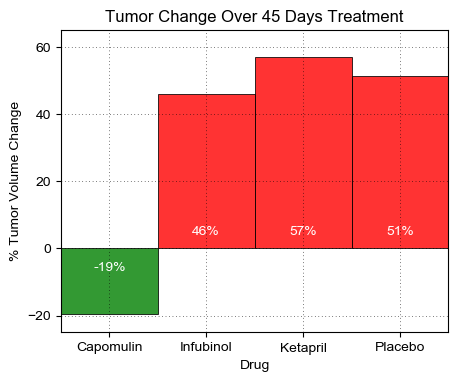 Tumor Change Over 45 Days Treatment
% Tumor Volume Change
60
40
20
0
−20
46%
57%
51%
-19%
Capomulin
Infubinol
Ketapril
Placebo
Drug